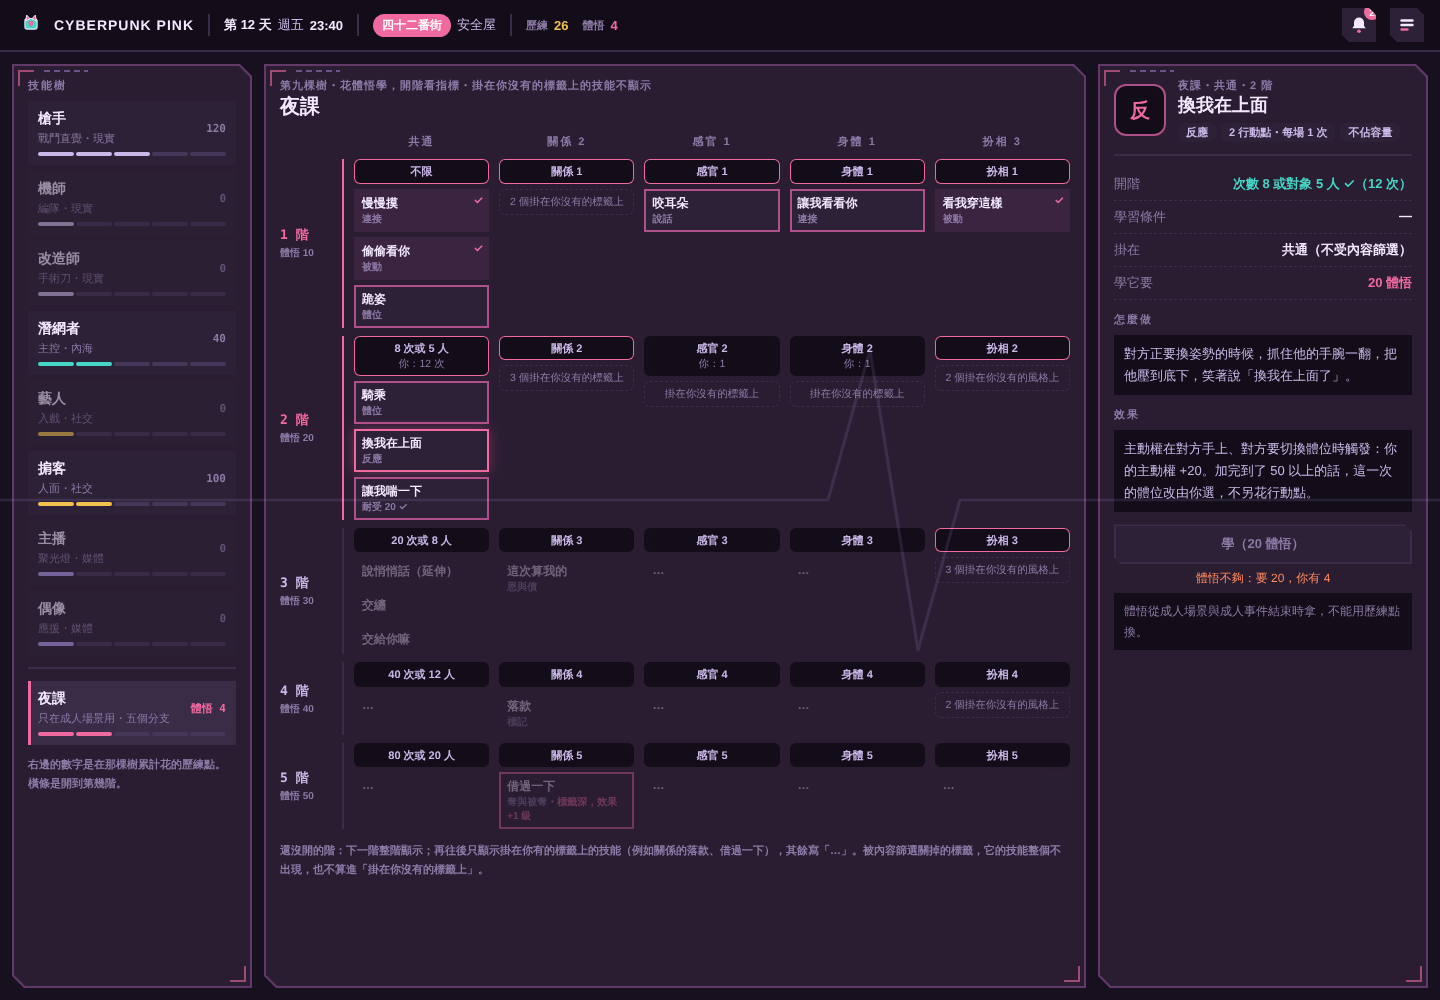 CYBERPUNK PINK 第 12 天 週五 23:40 四十二番街 安全屋 歷練 26 體悟 4
技能樹
槍手
戰鬥直覺・現實
120
機師
編隊・現實
0
改造師
手術刀・現實
0
潛網者
主控・內海
40
藝人
入戲・社交
0
掮客
人面・社交
100
主播
聚光燈・媒體
0
偶像
應援・媒體
0
夜課
只在成人場景用・五個分支
體悟 4
右邊的數字是在那棵樹累計花的歷練點。
橫條是開到第幾階。
第九棵樹・花體悟學，開階看指標・掛在你沒有的標籤上的技能不顯示
夜課
共通 關係 2 感官 1 身體 1 扮相 3
1 階
體悟 10
不限
慢慢摸
連接
偷偷看你
被動
跪姿
體位
關係 1
2 個掛在你沒有的標籤上
感官 1
咬耳朵
說話
身體 1
讓我看看你
連接
扮相 1
看我穿這樣
被動
2 階
體悟 20
8 次或 5 人
你：12 次
騎乘
體位
換我在上面
反應
讓我喘一下
耐受 20 ✓
關係 2
3 個掛在你沒有的標籤上
感官 2
你：1
掛在你沒有的標籤上
身體 2
你：1
掛在你沒有的標籤上
扮相 2
2 個掛在你沒有的風格上
3 階
體悟 30
20 次或 8 人
說悄悄話（延伸）
交纏
交給你嘛
關係 3
這次算我的
恩與債
感官 3
…
身體 3
…
扮相 3
3 個掛在你沒有的風格上
4 階
體悟 40
40 次或 12 人
…
關係 4
落款
標記
感官 4
…
身體 4
…
扮相 4
2 個掛在你沒有的風格上
5 階
體悟 50
80 次或 20 人
…
關係 5
借過一下
奪與被奪・標籤深，效果
+1 級
感官 5
…
身體 5
…
扮相 5
…
還沒開的階：下一階整階顯示；再往後只顯示掛在你有的標籤上的技能（例如關係的落款、借過一下），其餘寫「…」。被內容篩選關掉的標籤，它的技能整個不
出現，也不算進「掛在你沒有的標籤上」。
反
夜課・共通・2 階
換我在上面
反應 2 行動點・每場 1 次 不佔容量
開階 次數 8 或對象 5 人 ✓（12 次）
學習條件 —
掛在 共通（不受內容篩選）
學它要 20 體悟
怎麼做
對方正要換姿勢的時候，抓住他的手腕一翻，把
他壓到底下，笑著說「換我在上面了」。
效果
主動權在對方手上、對方要切換體位時觸發：你
的主動權 +20。加完到了 50 以上的話，這一次
的體位改由你選，不另花行動點。
學（20 體悟）
體悟不夠：要 20，你有 4
體悟從成人場景與成人事件結束時拿，不能用歷練點
換。